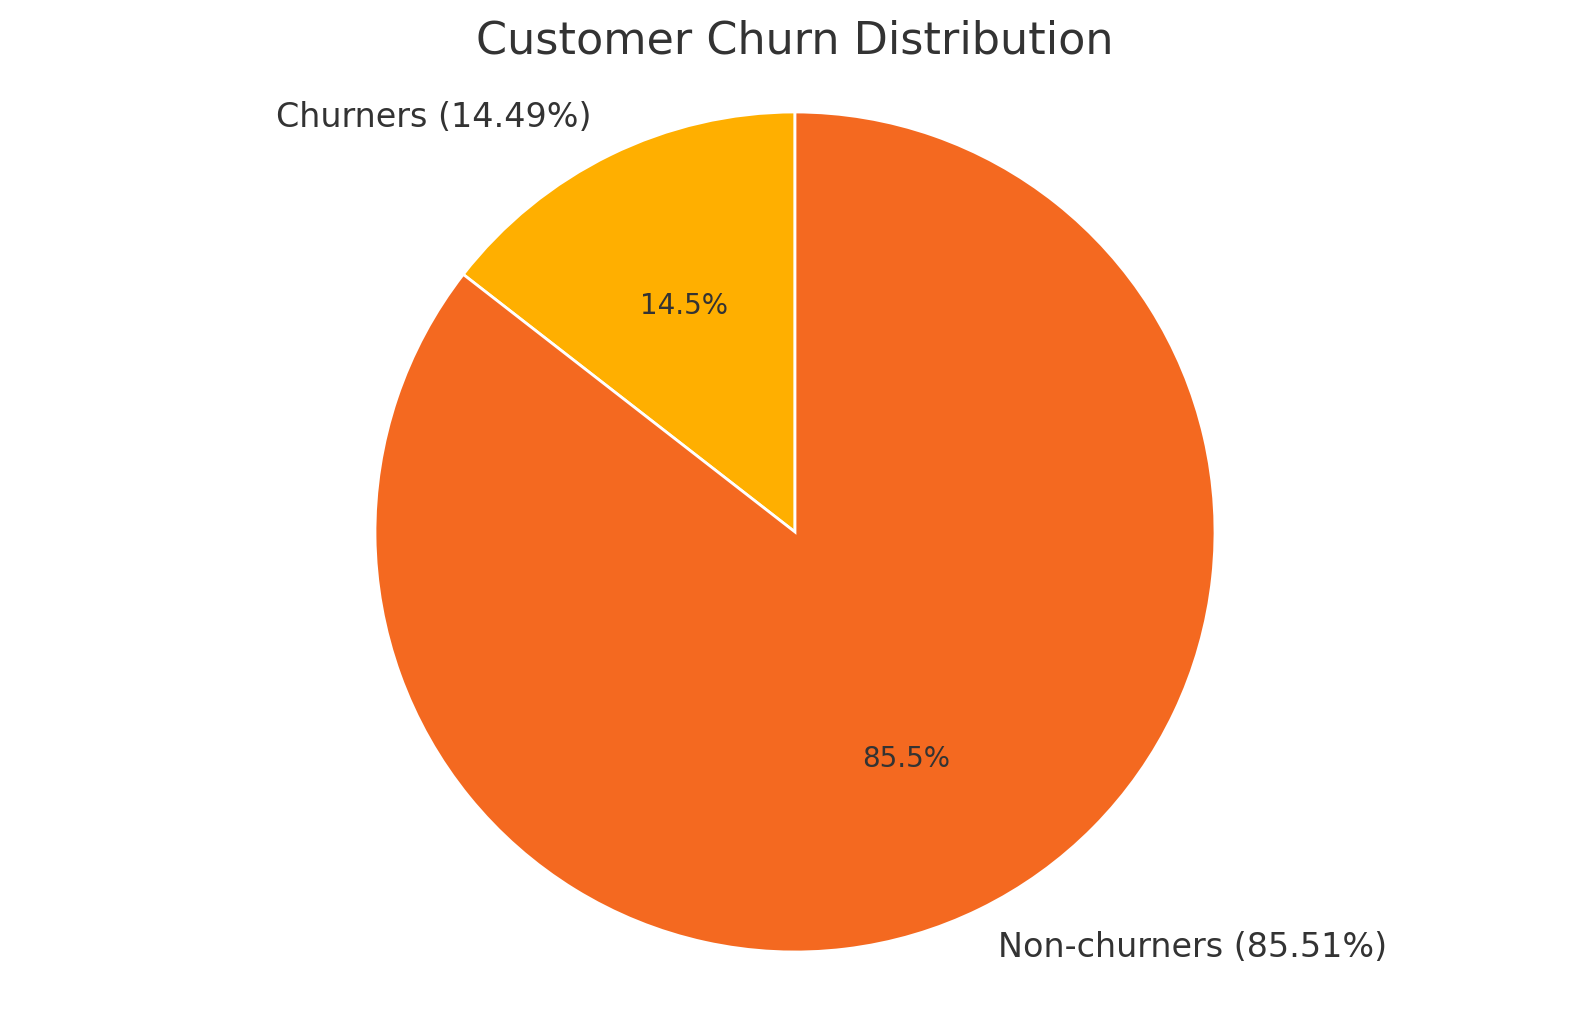 Customer Churn Distribution
Churners (14.49%)
14.5%
85.5%
Non-churners (85.51%)